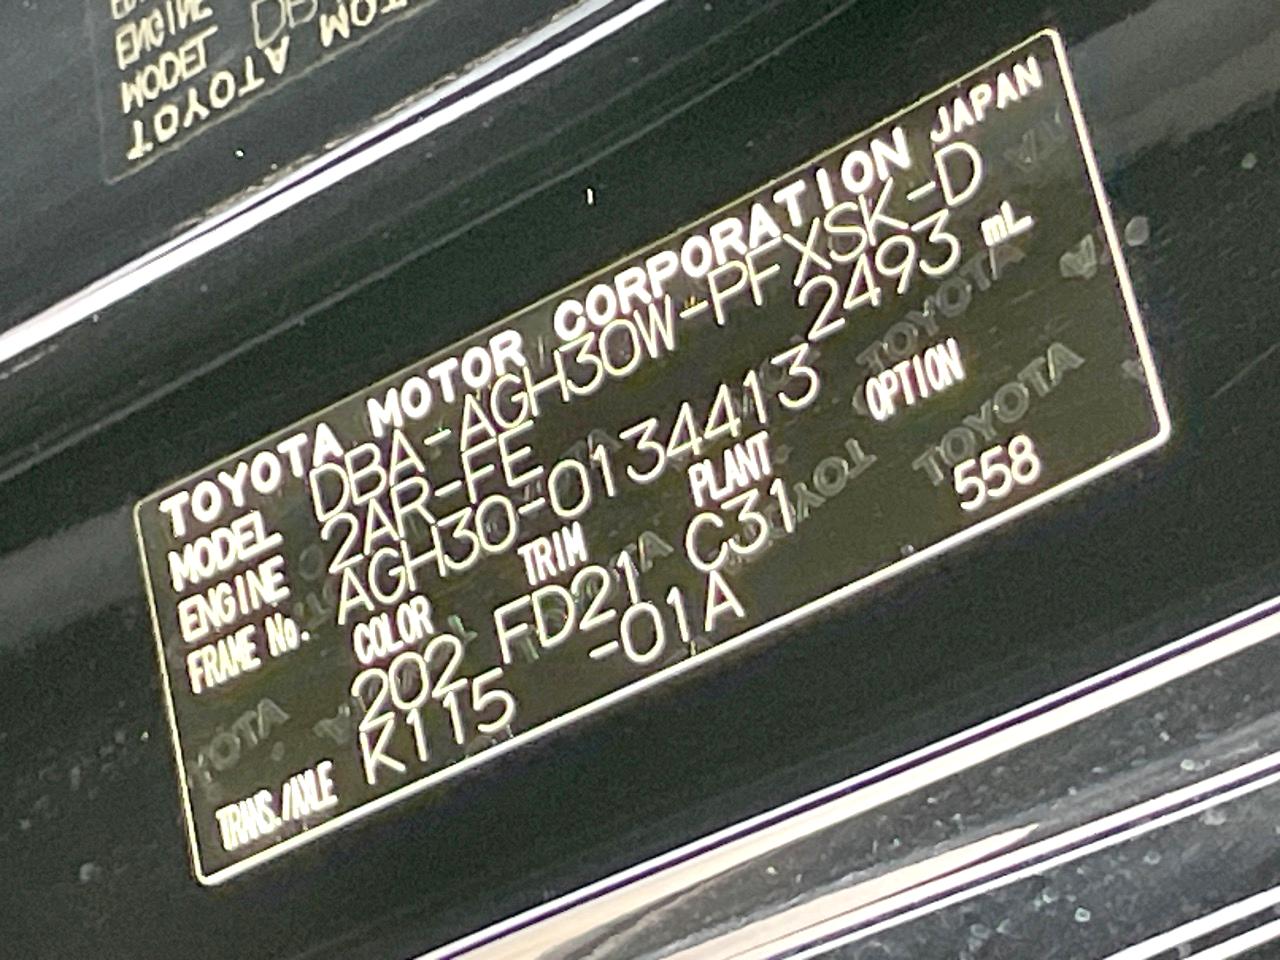 TOYOTA MOTOR CORPORATION JAPAN
MODEL DBA-AGH30W-PFXSK-D
ENGINE 2AR-FE 2493 mL
FRAME No. AGH30-0134413
COLOR TRIM PLANT OPTION
202 FD21 C31 558
TRANS./AXLE K115 -01A